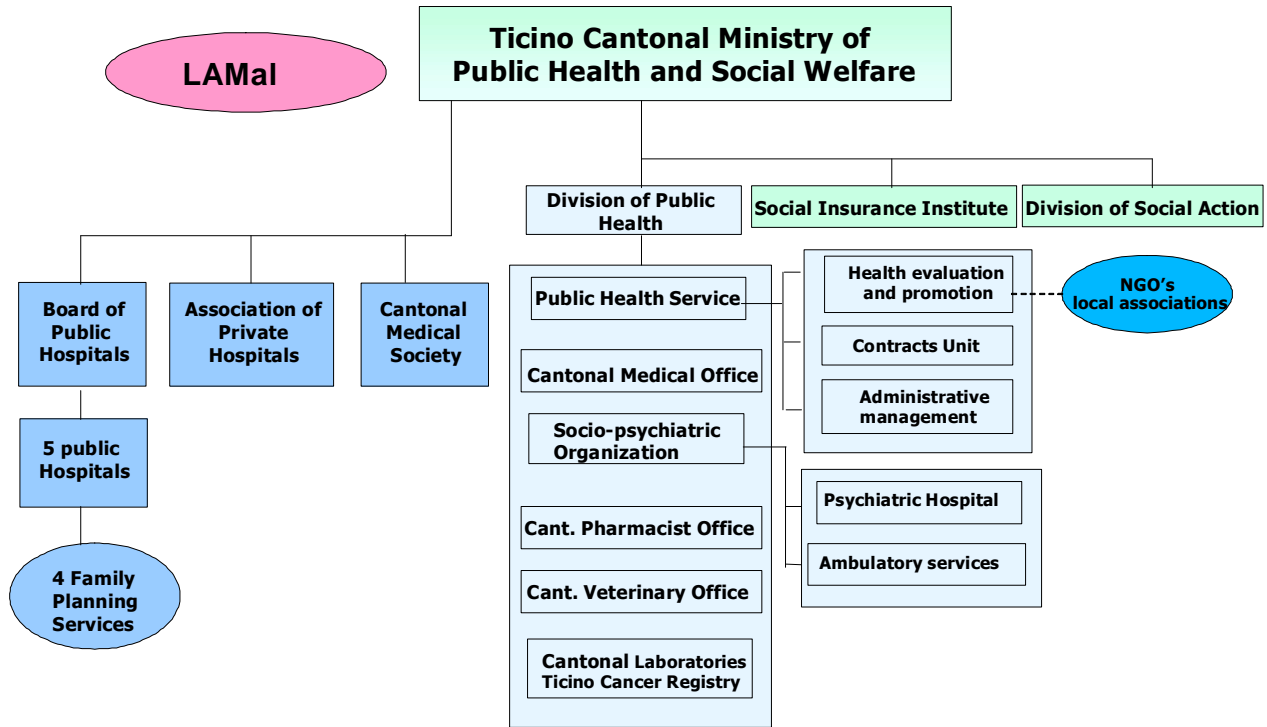 LAMal
Ticino Cantonal Ministry of
Public Health and Social Welfare
Division of Public
Health
Social Insurance Institute
Division of Social Action
Board of
Public
Hospitals
Association of
Private
Hospitals
Cantonal
Medical
Society
5 public
Hospitals
4 Family
Planning
Services
Public Health Service
Cantonal Medical Office
Socio-psychiatric
Organization
Cant. Pharmacist Office
Cant. Veterinary Office
Cantonal Laboratories
Ticino Cancer Registry
Health evaluation
and promotion
Contracts Unit
Administrative
management
NGO's
local associations
Psychiatric Hospital
Ambulatory services